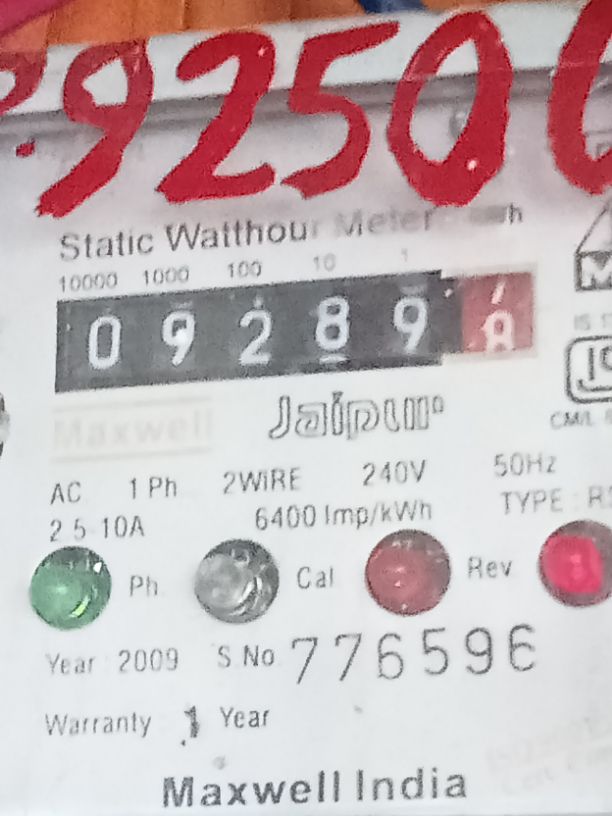 92500
Static Watthour Meter
10000 1000 100 10 1
0 9 2 8 9
Maxwell Jaipur
AC 1 Ph 2WiRE 240V 50Hz
2.5-10A 6400 Imp/kWh TYPE :
Ph Cal Rev
Year : 2009 S.No. 776596
Warranty 1 Year
Maxwell India